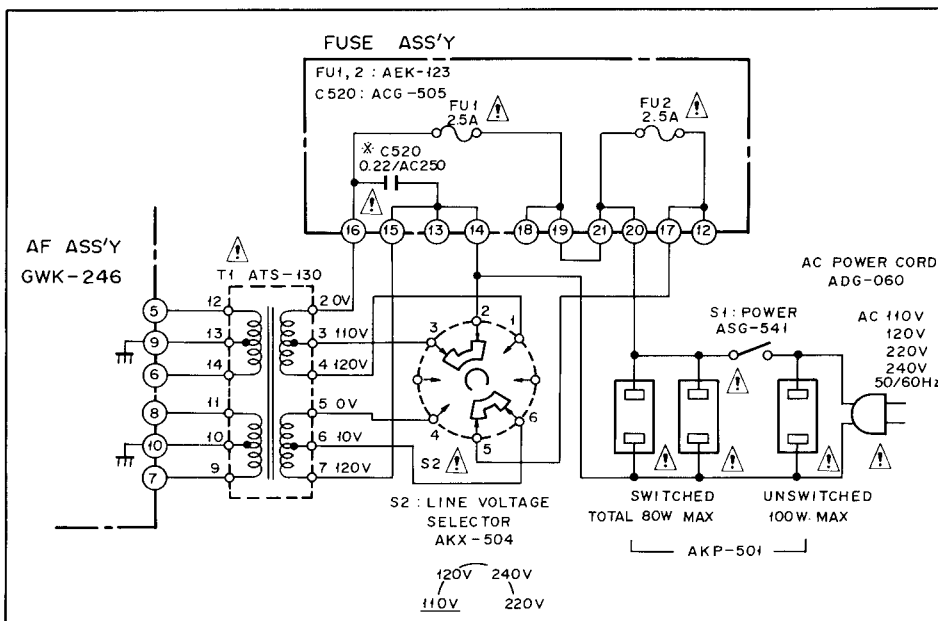 FUSE ASS'Y
FU1, 2 : AEK-123
C520 : ACG-505
FU1
2.5A
FU2
2.5A
※ C520
0.22/AC250
16 15 13 14 18 19 21 20 17 12
AF ASS'Y
GWK-246
T1 ATS-130
5 12 2 0V
9 13 3 110V
6 14 4 120V
8 11 5 0V
10 10 6 10V
7 9 7 120V
3 2 1
4 5 6
S2
S2 : LINE VOLTAGE
SELECTOR
AKX-504
120V 240V
110V 220V
S1 : POWER
ASG-541
AC POWER CORD
ADG-060
AC 110V
120V
220V
240V
50/60Hz
SWITCHED
TOTAL 80W MAX
UNSWITCHED
100W. MAX
AKP-501